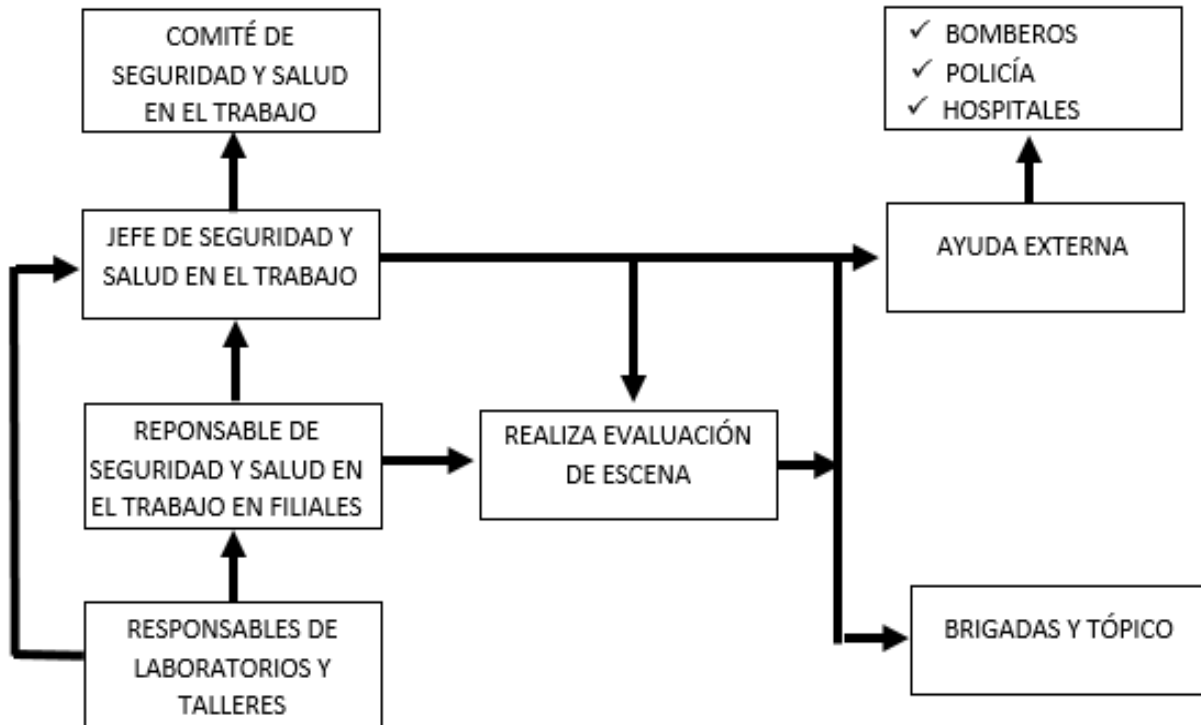 COMITÉ DE
SEGURIDAD Y SALUD
EN EL TRABAJO
✓ BOMBEROS
✓ POLICÍA
✓ HOSPITALES
JEFE DE SEGURIDAD Y
SALUD EN EL TRABAJO
AYUDA EXTERNA
REPONSABLE DE
SEGURIDAD Y SALUD EN
EL TRABAJO EN FILIALES
REALIZA EVALUACIÓN
DE ESCENA
RESPONSABLES DE
LABORATORIOS Y
TALLERES
BRIGADAS Y TÓPICO